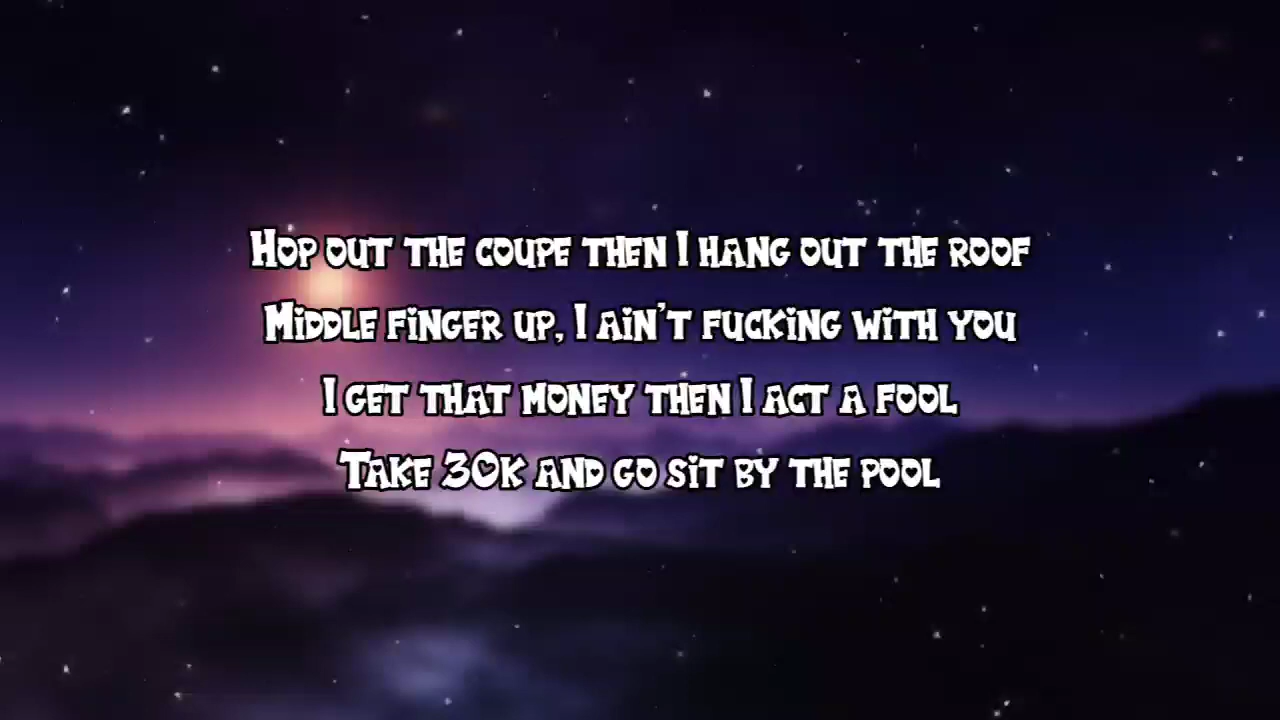 Hop out the coupe then I hang out the roof
Middle finger up, I ain't fucking with you
I get that money then I act a fool
Take 30k and go sit by the pool